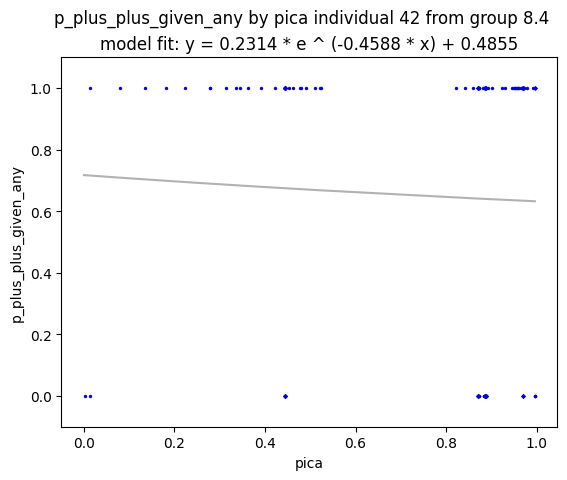 p_plus_plus_given_any by pica individual 42 from group 8.4
model fit: y = 0.2314 * e ^ (-0.4588 * x) + 0.4855
1.0
0.8
0.6
0.4
0.2
0.0
p_plus_plus_given_any
0.0 0.2 0.4 0.6 0.8 1.0
pica